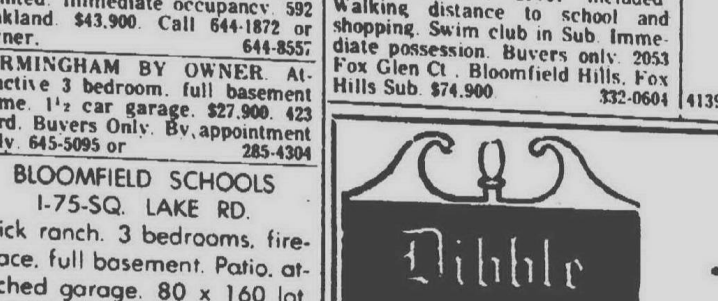 Immediate occupancy. 592
kland. $43.900. Call 644-1872 or
ner. 644-8557
RMINGHAM BY OWNER. At-
active 3 bedroom. full basement
me. 1½ car garage. $27.900. 423
rd. Buyers Only. By appointment
ly. 645-5095 or 285-4304
BLOOMFIELD SCHOOLS
I-75-SQ. LAKE RD.
ick ranch. 3 bedrooms, fire-
ace, full basement. Patio, at-
ched garage. 80 x 160 lot
Walking distance to school and
shopping. Swim club in Sub. Imme-
diate possession. Buyers only. 2053
Fox Glen Ct., Bloomfield Hills, Fox
Hills Sub. $74.900. 332-0604
4135
Dibble